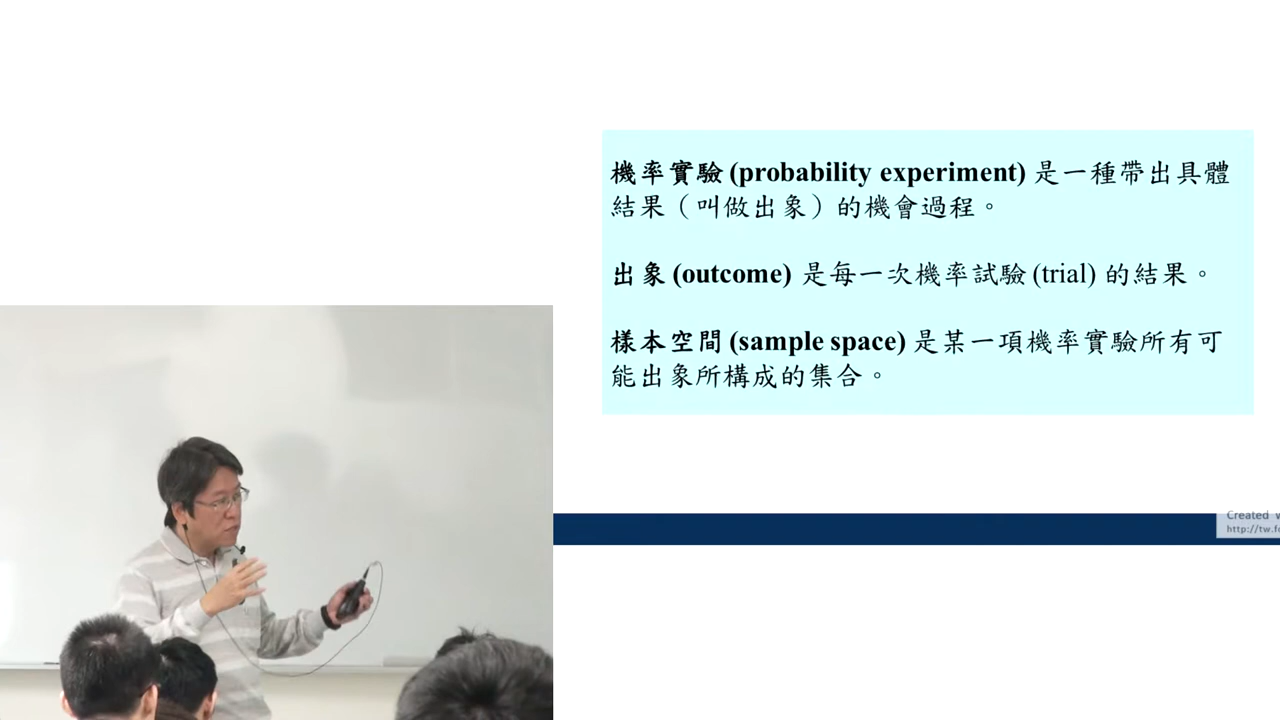 機率實驗 (probability experiment) 是一種帶出具體
結果（叫做出象）的機會過程。
出象 (outcome) 是每一次機率試驗 (trial) 的結果。
樣本空間 (sample space) 是某一項機率實驗所有可
能出象所構成的集合。
Created
http://tw.